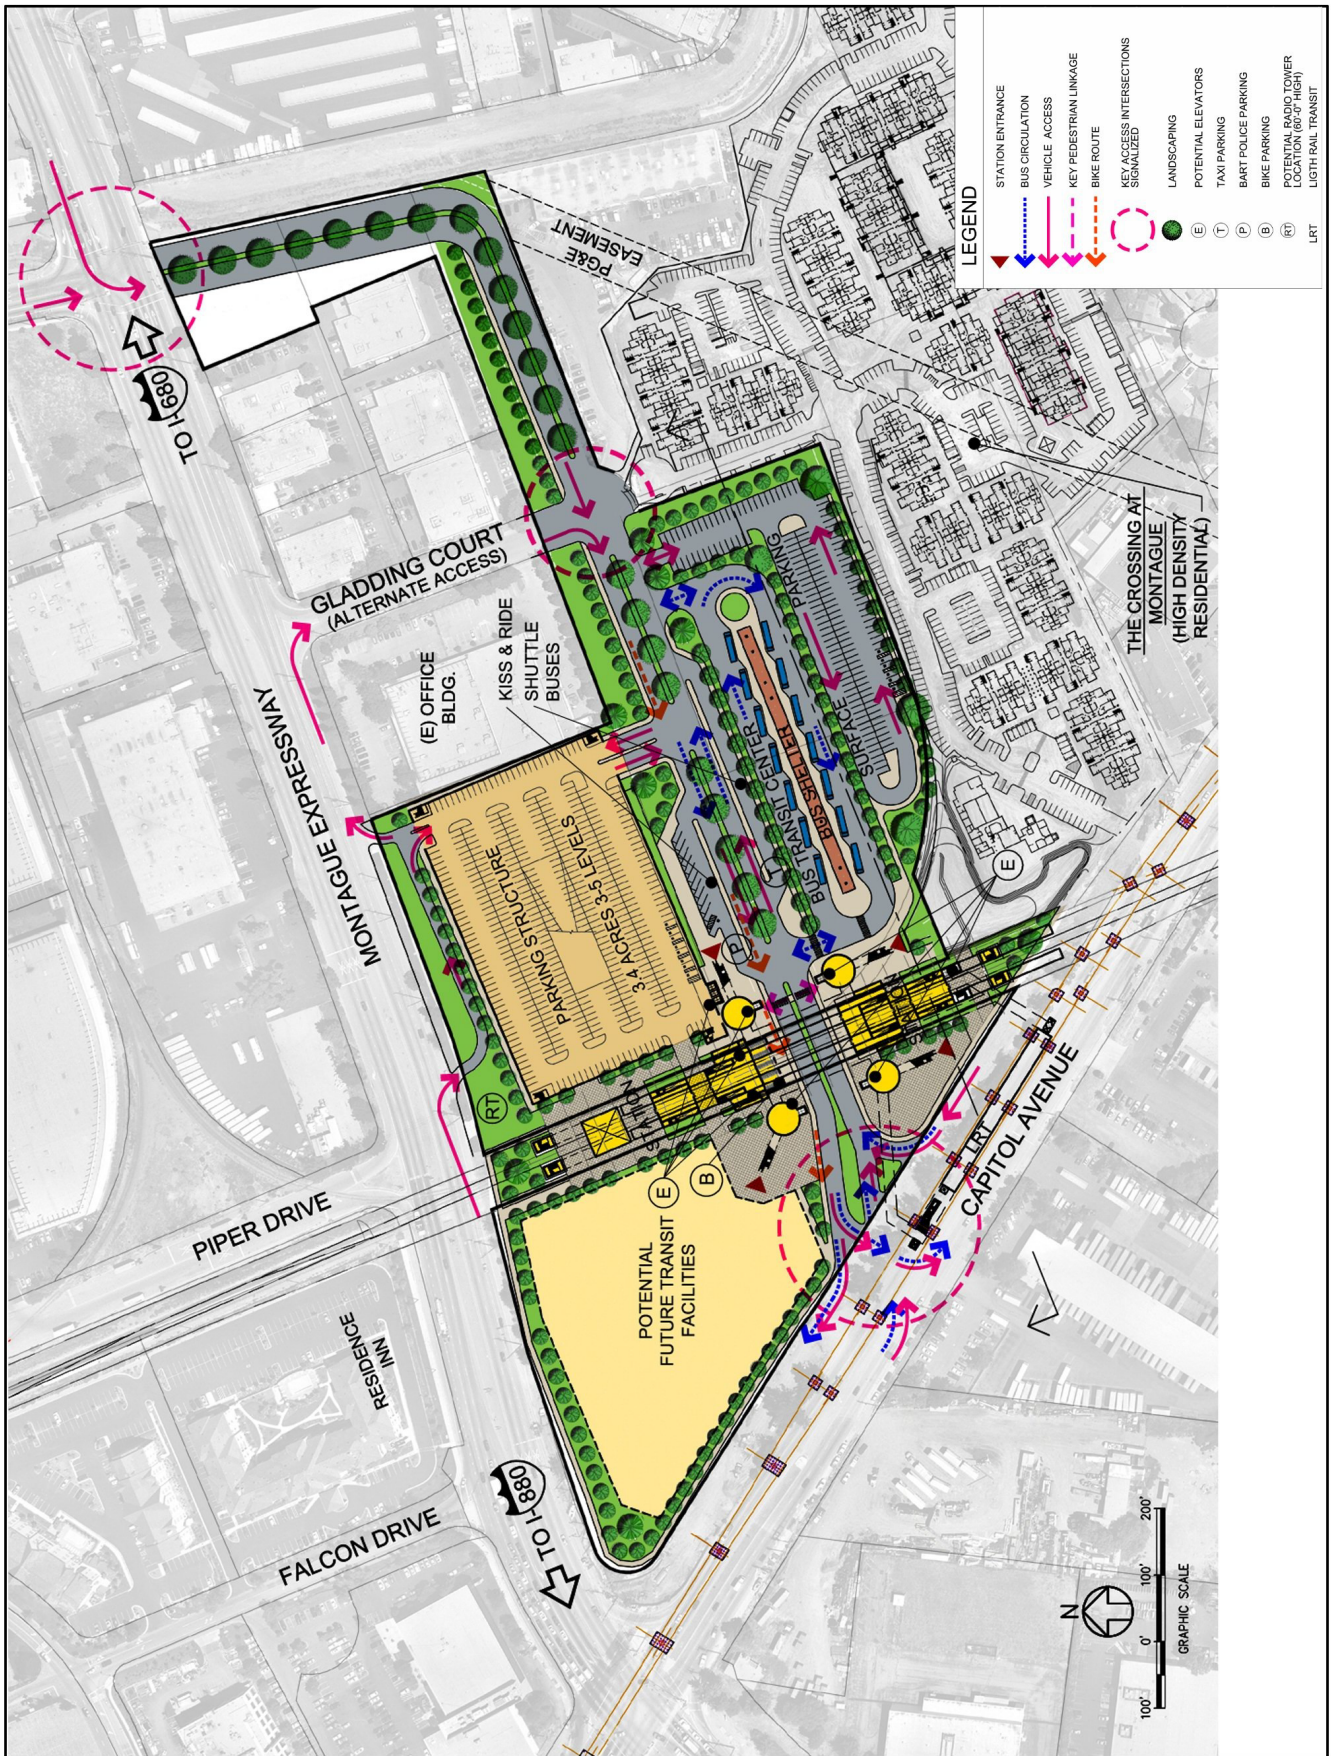 LEGEND
STATION ENTRANCE
BUS CIRCULATION
VEHICLE ACCESS
KEY PEDESTRIAN LINKAGE
BIKE ROUTE
KEY ACCESS INTERSECTIONS
SIGNALIZED
LANDSCAPING
E POTENTIAL ELEVATORS
T TAXI PARKING
P BART POLICE PARKING
B BIKE PARKING
RT POTENTIAL RADIO TOWER
LOCATION (60'-0" HIGH)
LRT LIGTH RAIL TRANSIT
TO I-680
PG&E
EASEMENT
GLADDING COURT
(ALTERNATE ACCESS)
MONTAGUE EXPRESSWAY
(E) OFFICE
BLDG.
KISS & RIDE
SHUTTLE
BUSES
THE CROSSING AT
MONTAGUE
(HIGH DENSITY
RESIDENTIAL)
PARKING STRUCTURE
3.4 ACRES 3-5 LEVELS
BUS TRANSIT CENTER
BUS SHELTER
SURFACE PARKING
T
P
E
RT
STATION
STATION
E
B
PIPER DRIVE
RESIDENCE
INN
FALCON DRIVE
TO I-880
POTENTIAL
FUTURE TRANSIT
FACILITIES
LRT
CAPITOL AVENUE
N
100' 0' 100' 200'
GRAPHIC SCALE